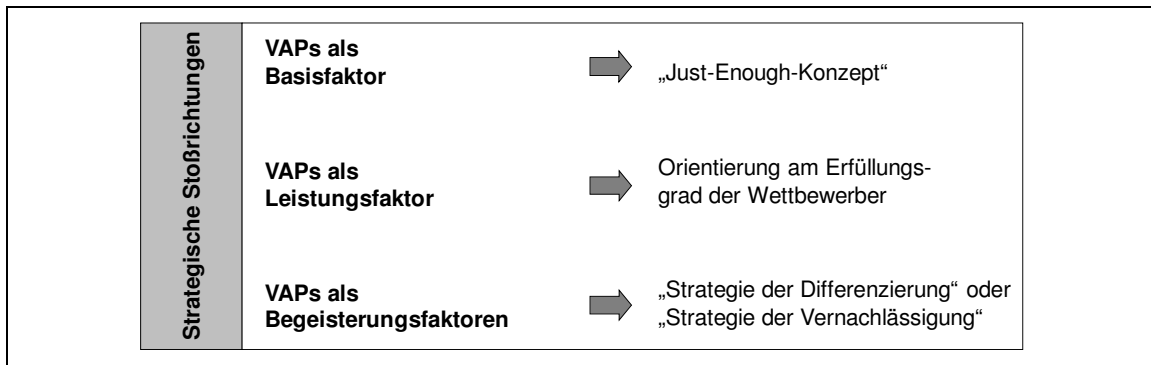 Strategische Stoßrichtungen
VAPs als
Basisfaktor
„Just-Enough-Konzept“
VAPs als
Leistungsfaktor
Orientierung am Erfüllungs-
grad der Wettbewerber
VAPs als
Begeisterungsfaktoren
„Strategie der Differenzierung“ oder
„Strategie der Vernachlässigung“